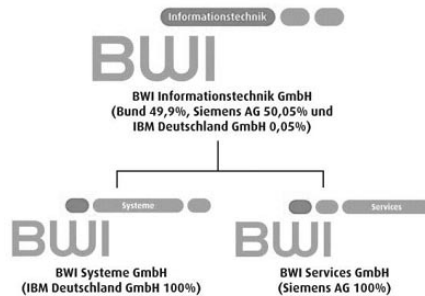 Informationstechnik
BWI
BWI Informationstechnik GmbH
(Bund 49,9%, Siemens AG 50,05% und
IBM Deutschland GmbH 0,05%)
Systeme
BWI
BWI Systeme GmbH
(IBM Deutschland GmbH 100%)
Services
BWI
BWI Services GmbH
(Siemens AG 100%)